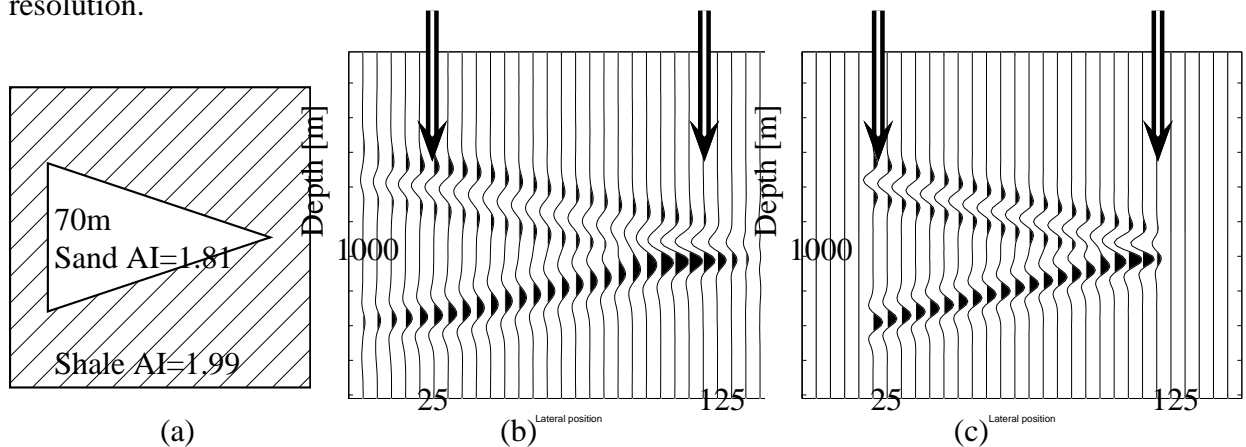 resolution.
70m
Sand AI=1.81
Shale AI=1.99
(a)
Depth [m]
1000
25
125
Lateral position
(b)
Depth [m]
1000
25
125
Lateral position
(c)